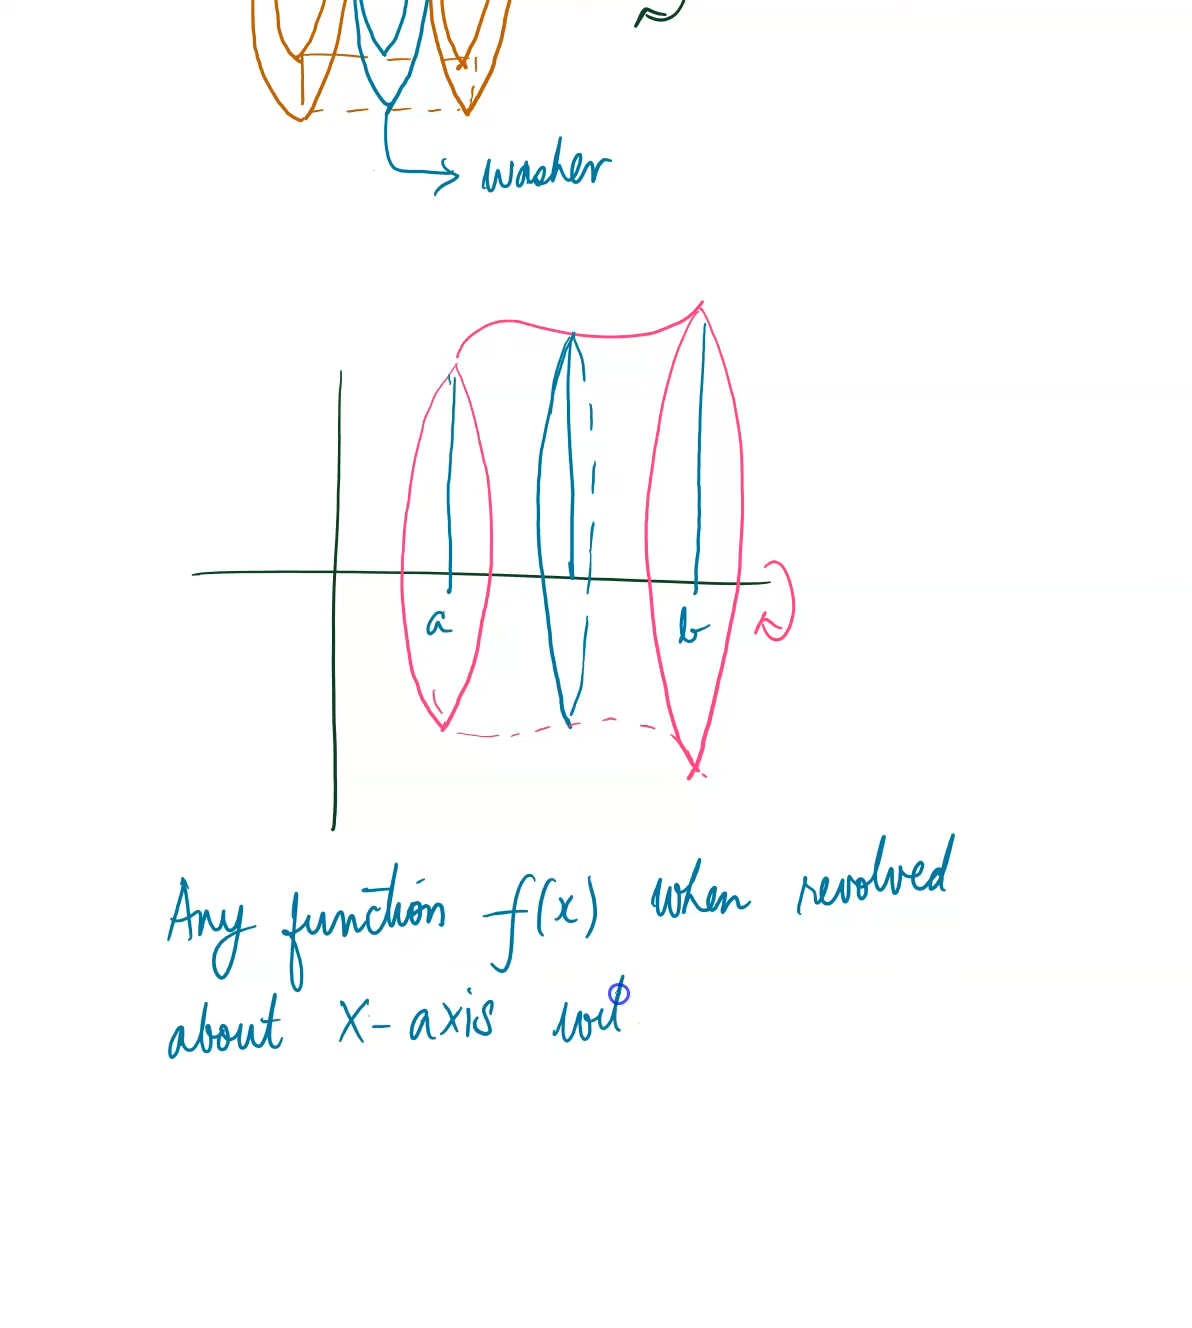 washer
a
b
Any function f(x) when revolved
about X-axis